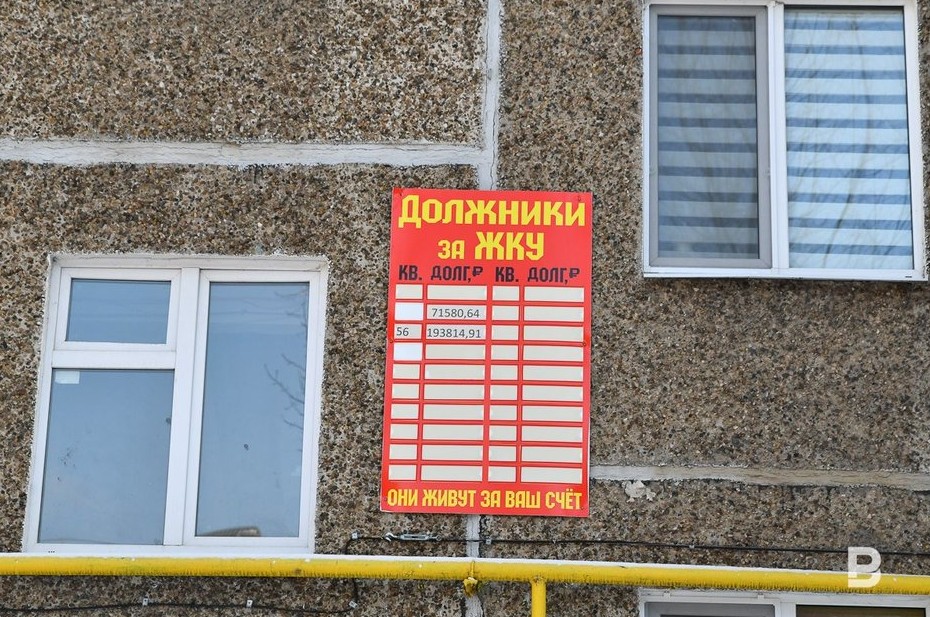 ДОЛЖНИКИ
ЗА ЖКУ
КВ. ДОЛГ,₽ КВ. ДОЛГ,₽
71580,64
56 193814,91
ОНИ ЖИВУТ ЗА ВАШ СЧЁТ
В